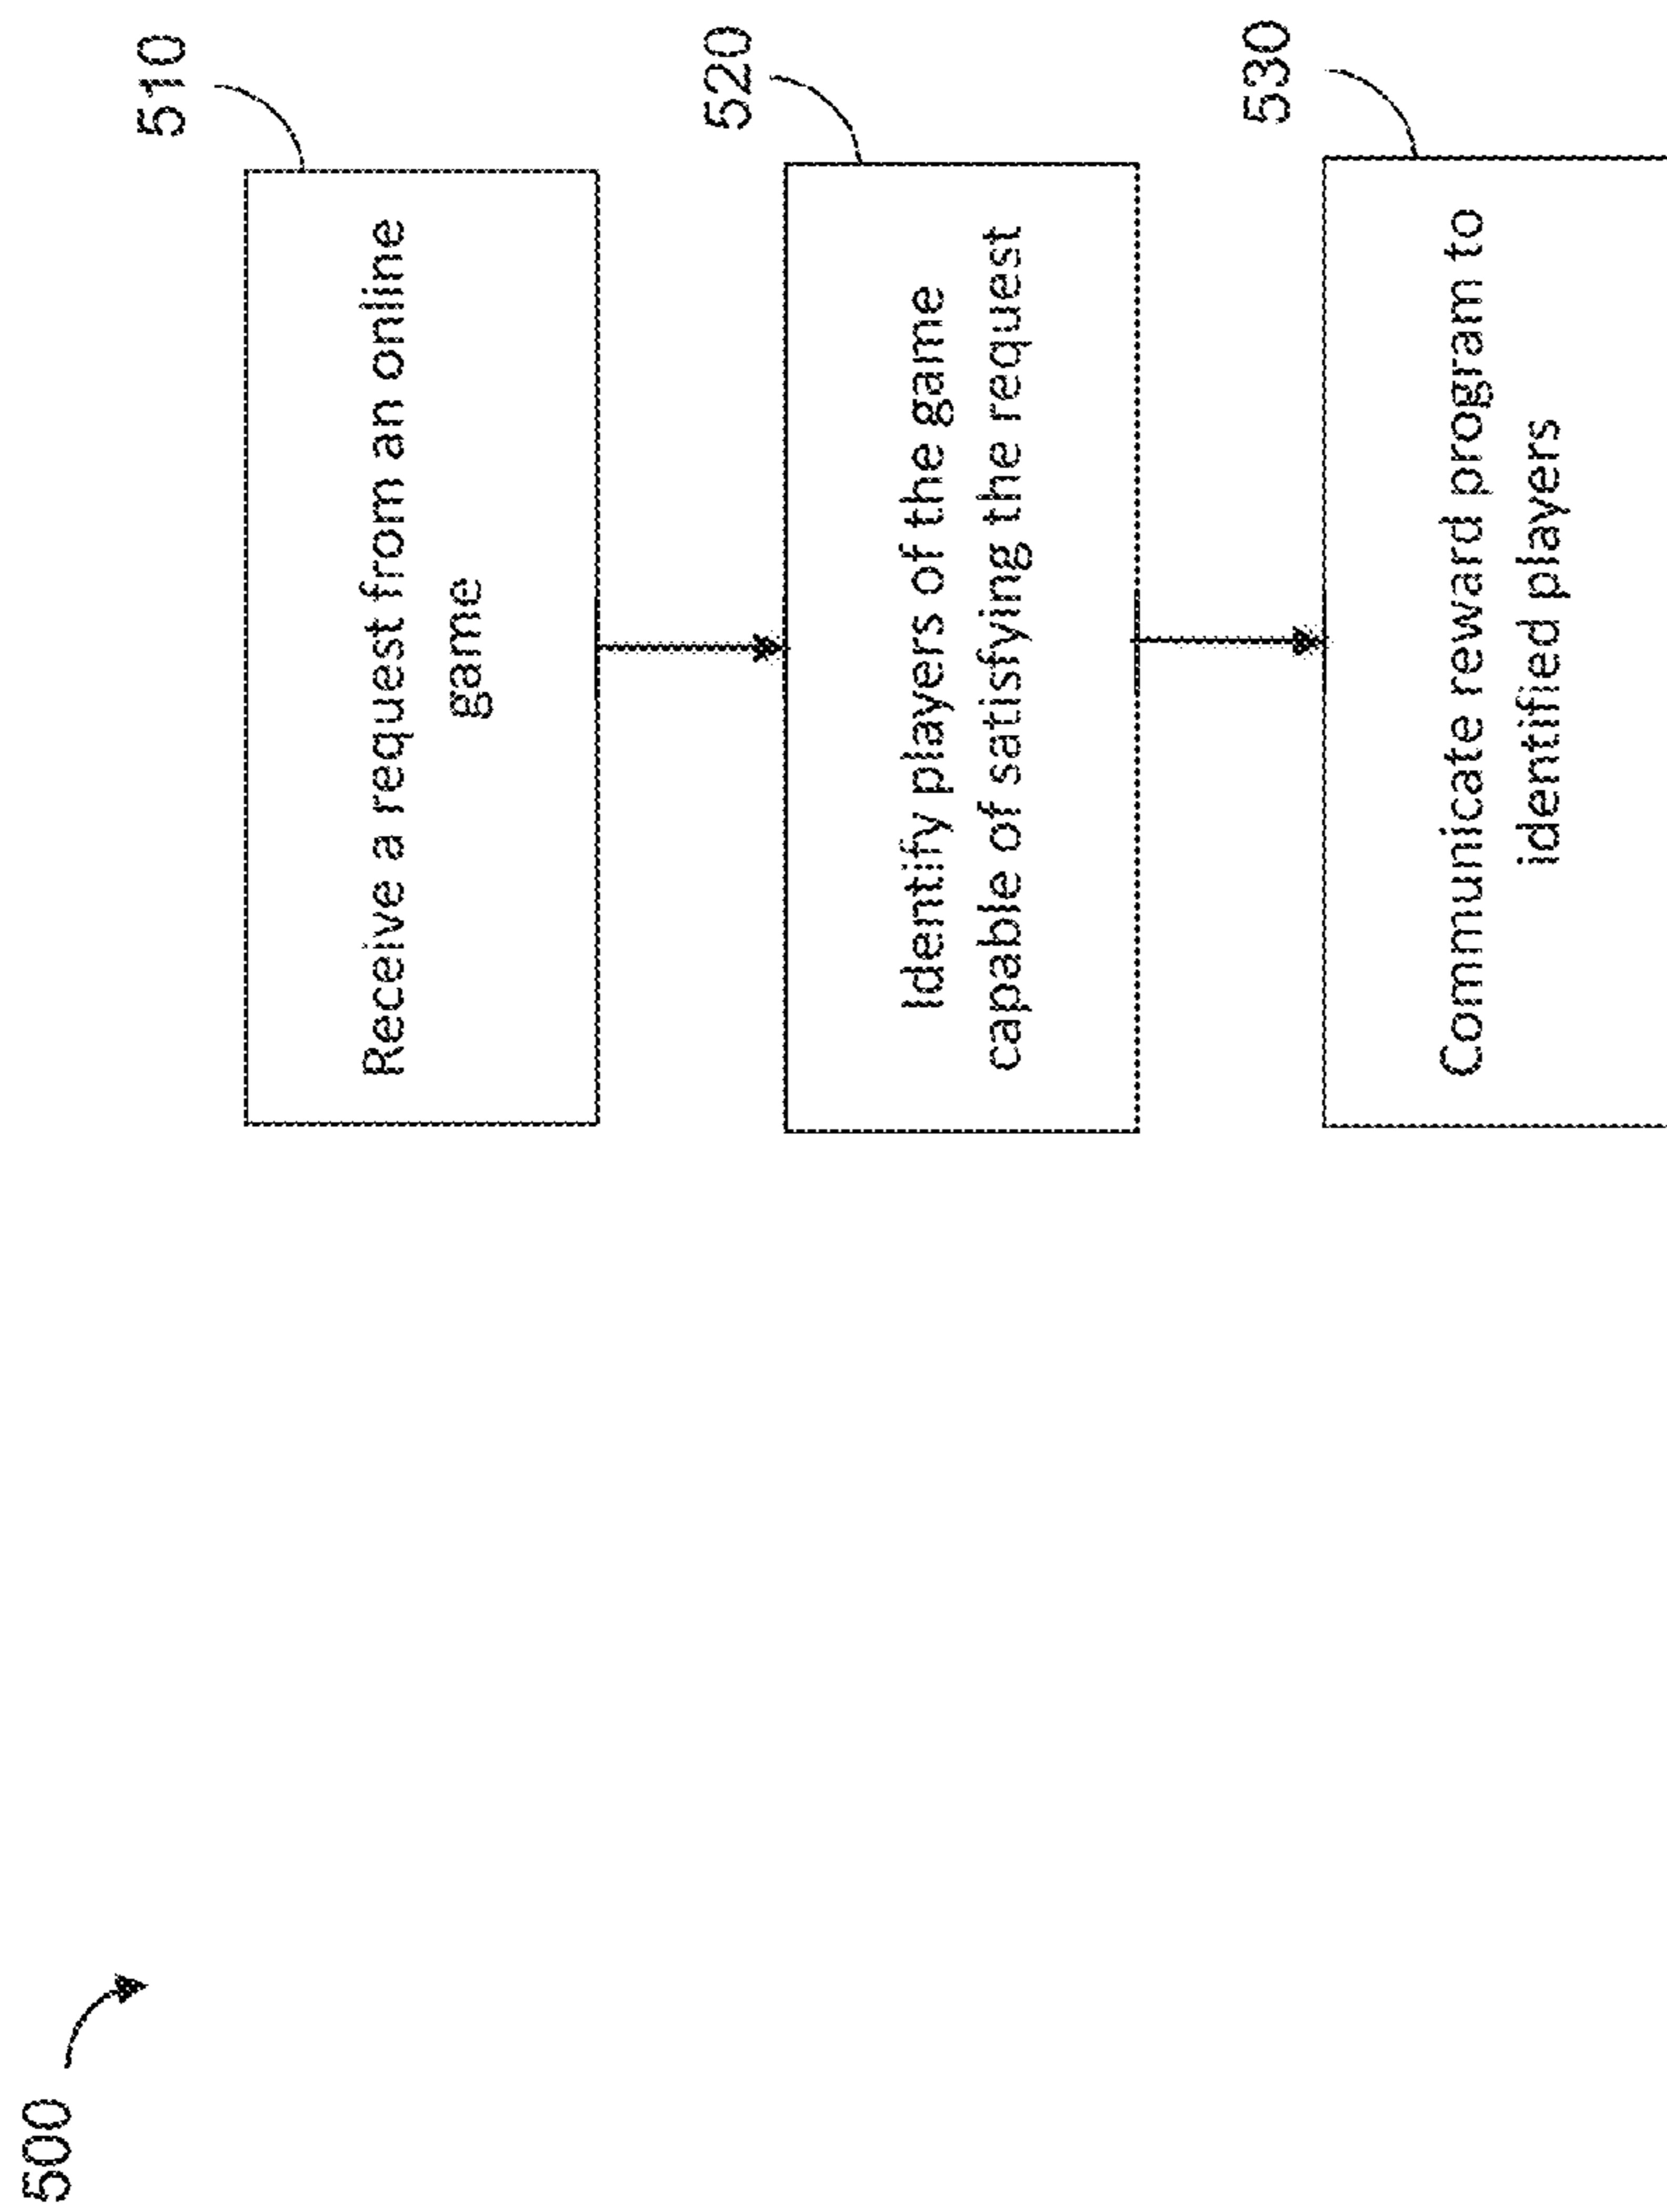 500
510
Receive a request from an online
game
520
Identify players of the game
capable of satisfying the request
530
Communicate reward program to
identified players